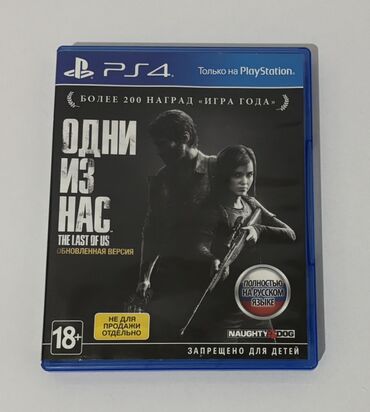 PS4
Только на PlayStation.
БОЛЕЕ 200 НАГРАД «ИГРА ГОДА»
ОДНИ
ИЗ
НАС
THE LAST OF US
ОБНОВЛЕННАЯ ВЕРСИЯ
ПОЛНОСТЬЮ
НА РУССКОМ
ЯЗЫКЕ
НЕ ДЛЯ
ПРОДАЖИ
ОТДЕЛЬНО
18+
NAUGHTY DOG
ЗАПРЕЩЕНО ДЛЯ ДЕТЕЙ